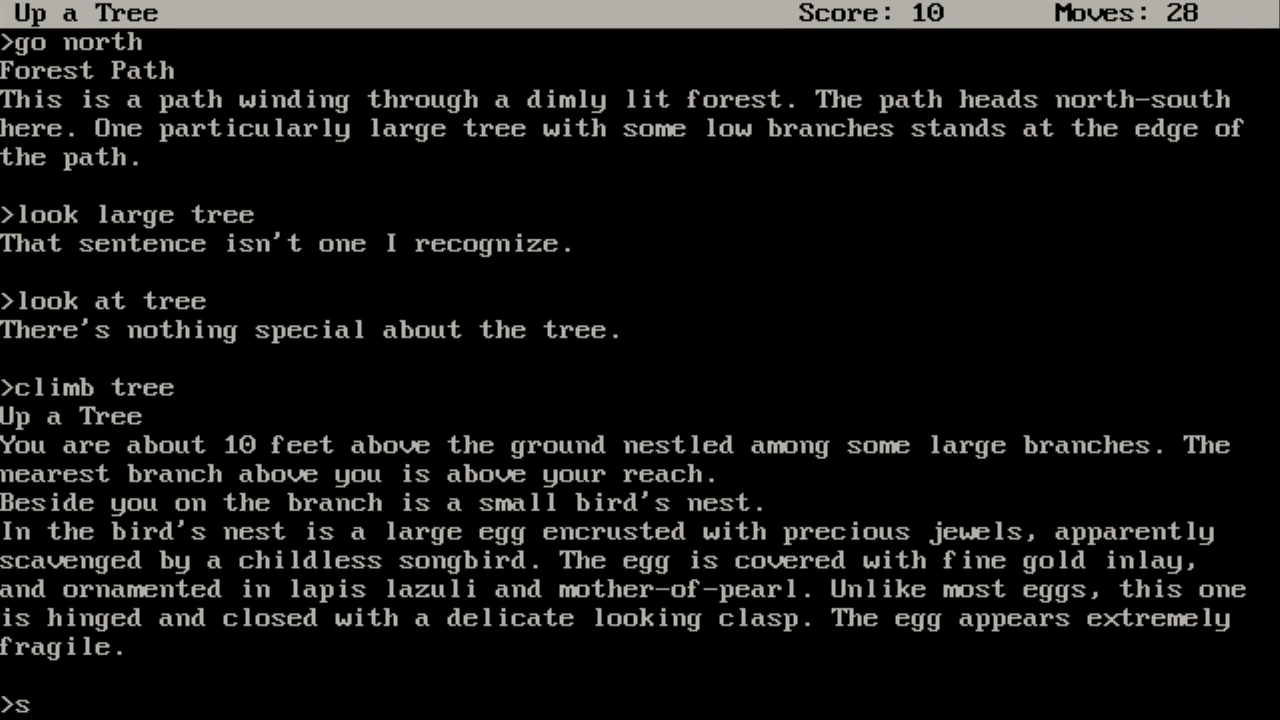 Up a Tree Score: 10 Moves: 28
>go north
Forest Path
This is a path winding through a dimly lit forest. The path heads north-south
here. One particularly large tree with some low branches stands at the edge of
the path.
>look large tree
That sentence isn't one I recognize.
>look at tree
There's nothing special about the tree.
>climb tree
Up a Tree
You are about 10 feet above the ground nestled among some large branches. The
nearest branch above you is above your reach.
Beside you on the branch is a small bird's nest.
In the bird's nest is a large egg encrusted with precious jewels, apparently
scavenged by a childless songbird. The egg is covered with fine gold inlay,
and ornamented in lapis lazuli and mother-of-pearl. Unlike most eggs, this one
is hinged and closed with a delicate looking clasp. The egg appears extremely
fragile.
>s